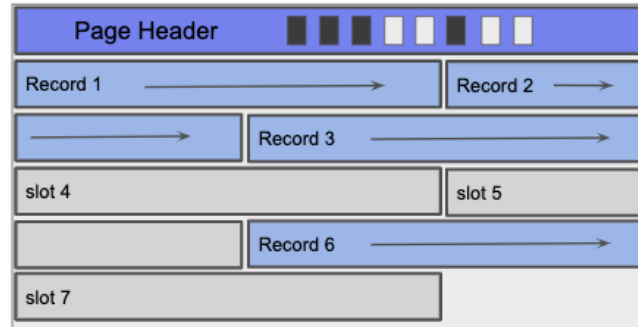 Page Header
Record 1 Record 2
Record 3
slot 4 slot 5
Record 6
slot 7